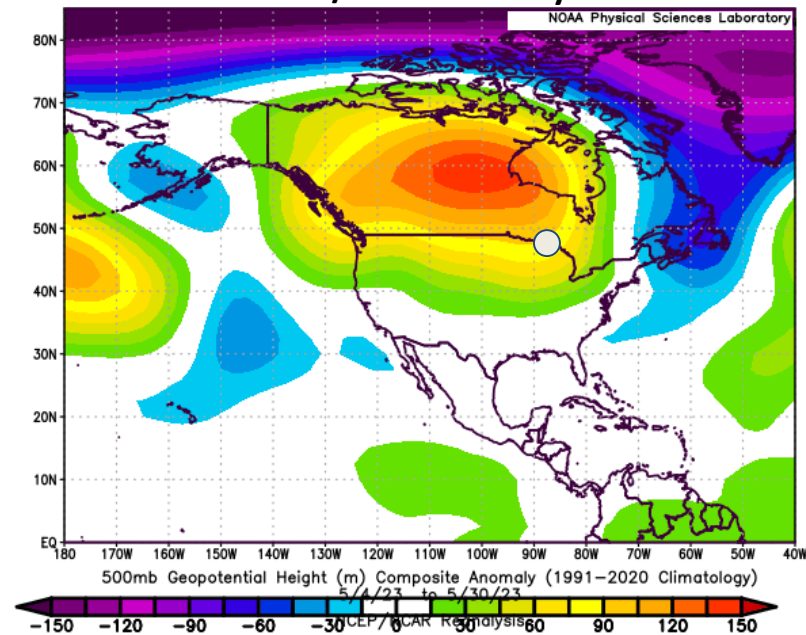 NOAA Physical Sciences Laboratory
80N
70N
60N
50N
40N
30N
20N
10N
EQ
180 170W 160W 150W 140W 130W 120W 110W 100W 90W 80W 70W 60W 50W 40W
500mb Geopotential Height (m) Composite Anomaly (1991-2020 Climatology)
5/4/23 to 5/30/23
NCEP/NCAR Reanalysis
-150 -120 -90 -60 -30 0 30 60 90 120 150